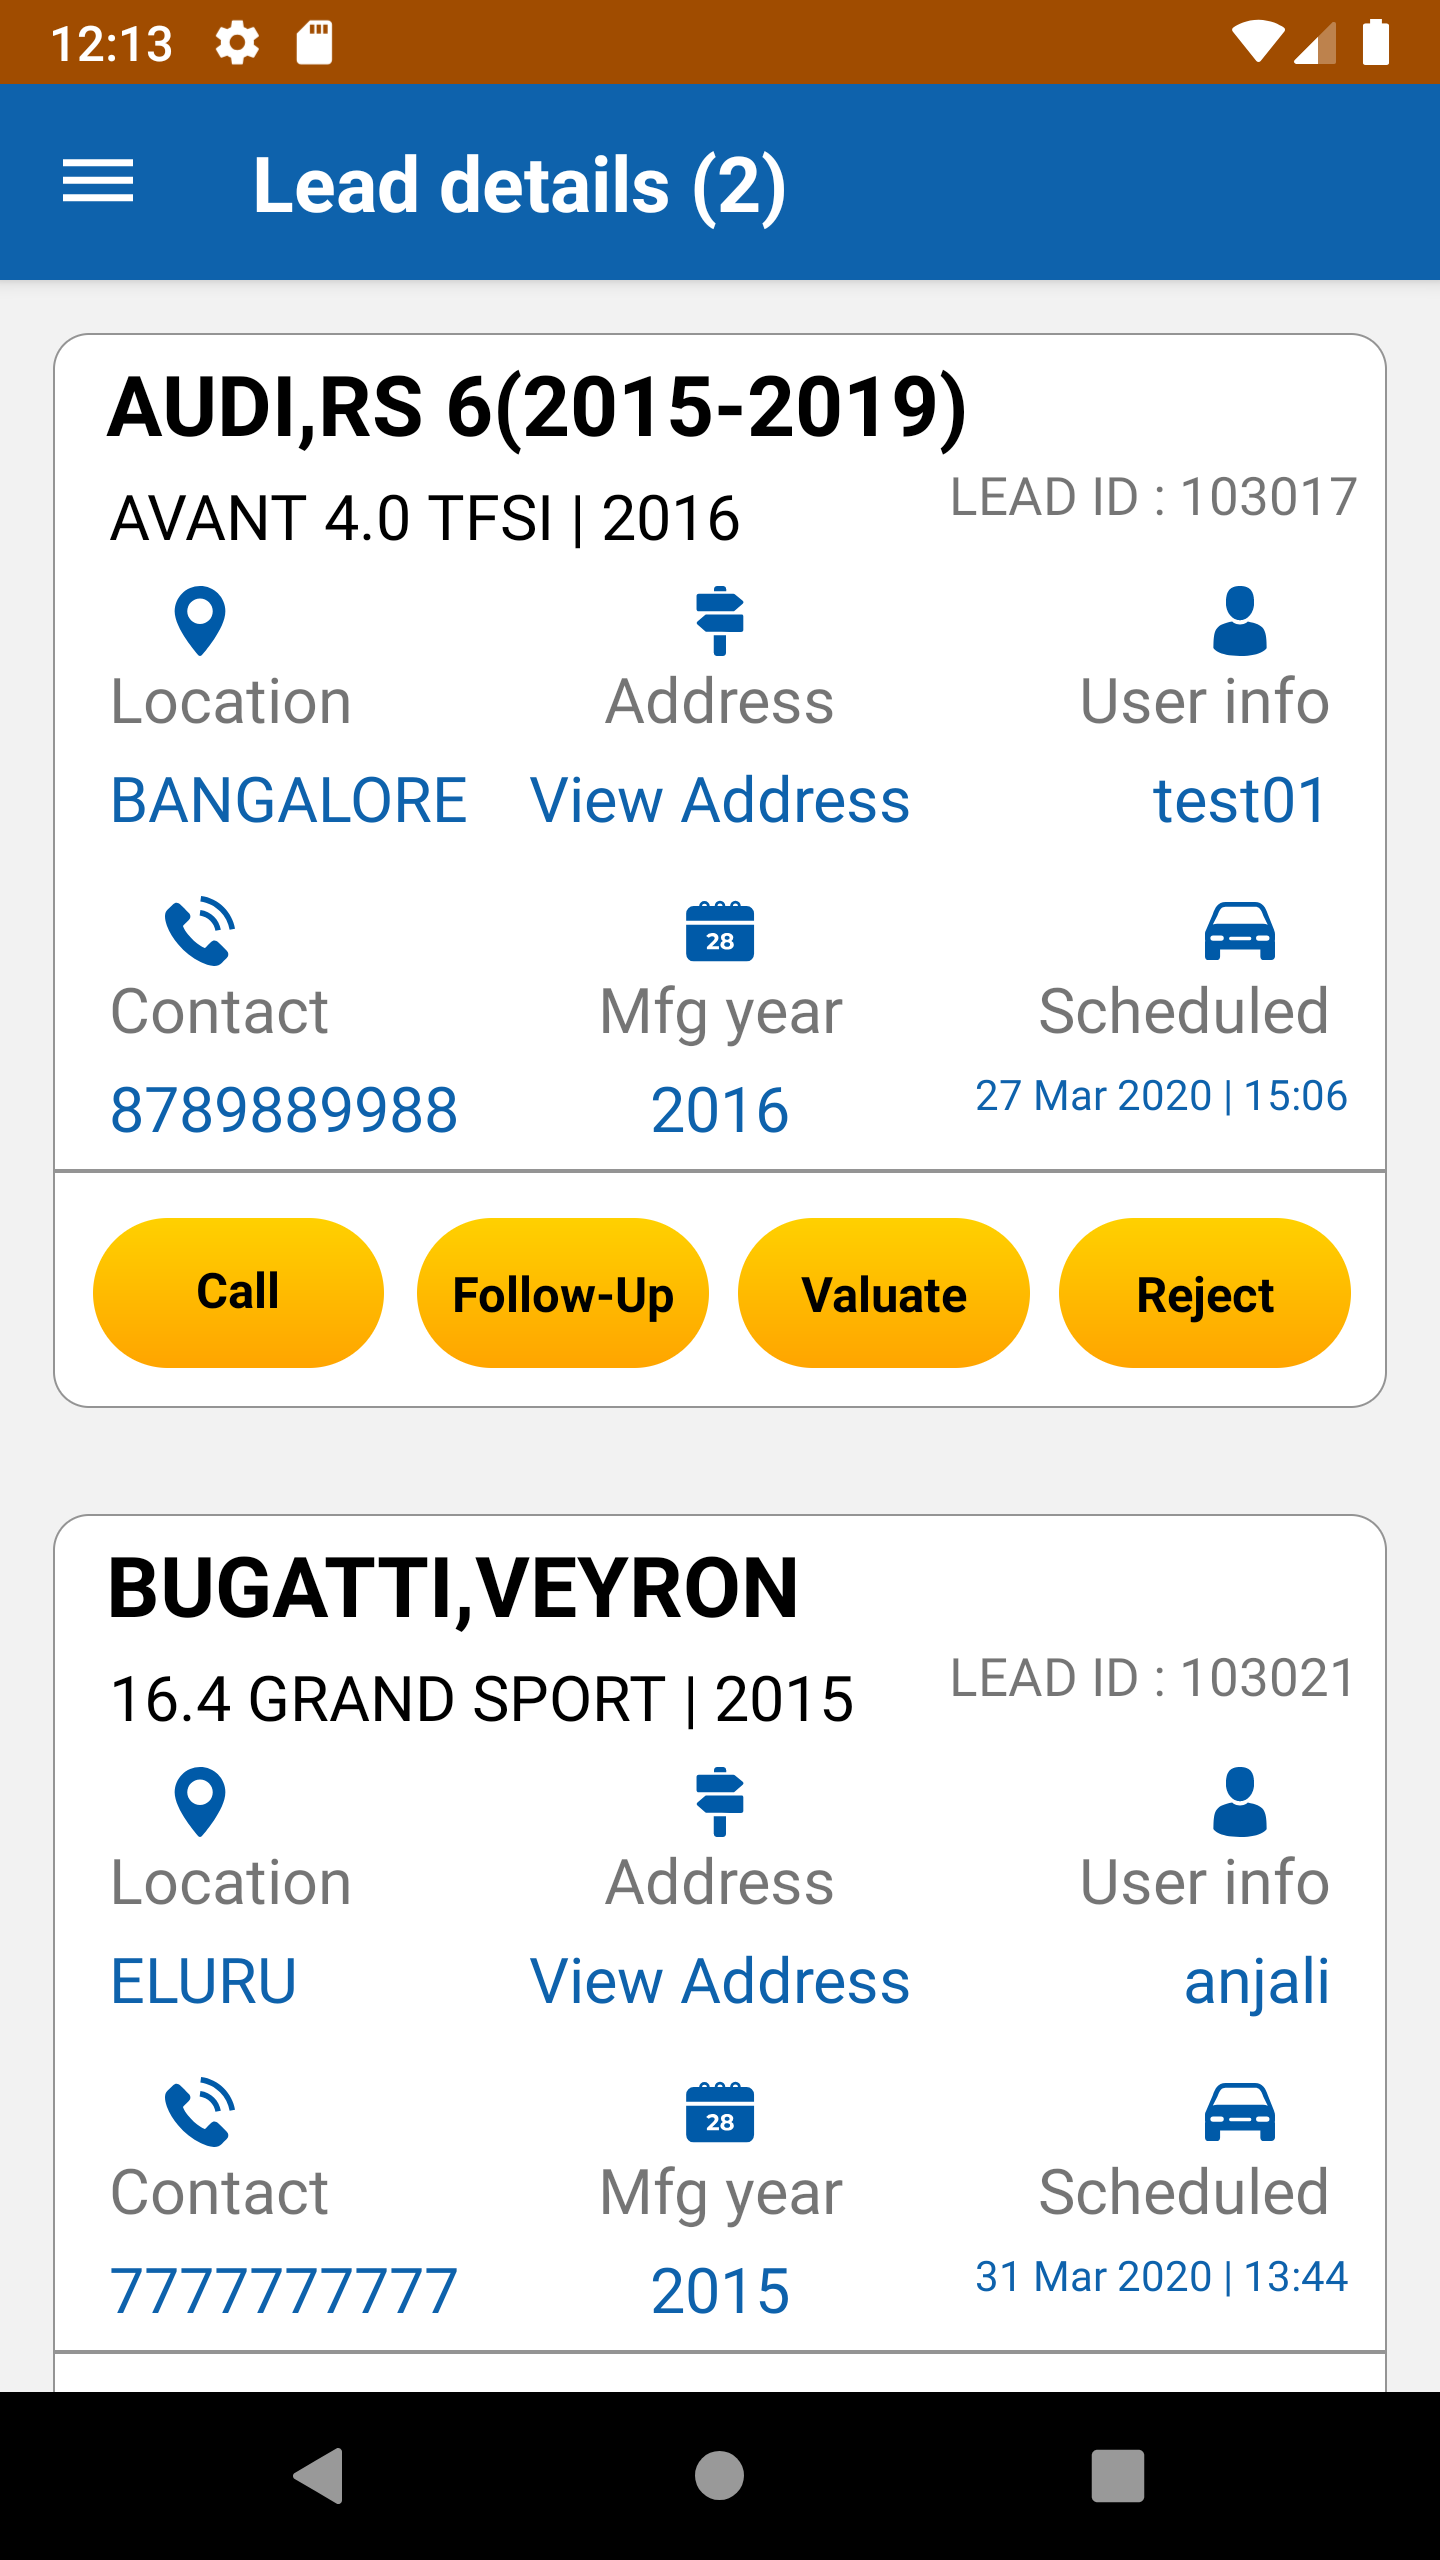 12:13
Lead details (2)
AUDI,RS 6(2015-2019)
AVANT 4.0 TFSI | 2016
LEAD ID : 103017
Location Address User info
BANGALORE View Address test01
28
Contact Mfg year Scheduled
8789889988 2016 27 Mar 2020 | 15:06
Call Follow-Up Valuate Reject
BUGATTI,VEYRON
16.4 GRAND SPORT | 2015
LEAD ID : 103021
Location Address User info
ELURU View Address anjali
28
Contact Mfg year Scheduled
7777777777 2015 31 Mar 2020 | 13:44